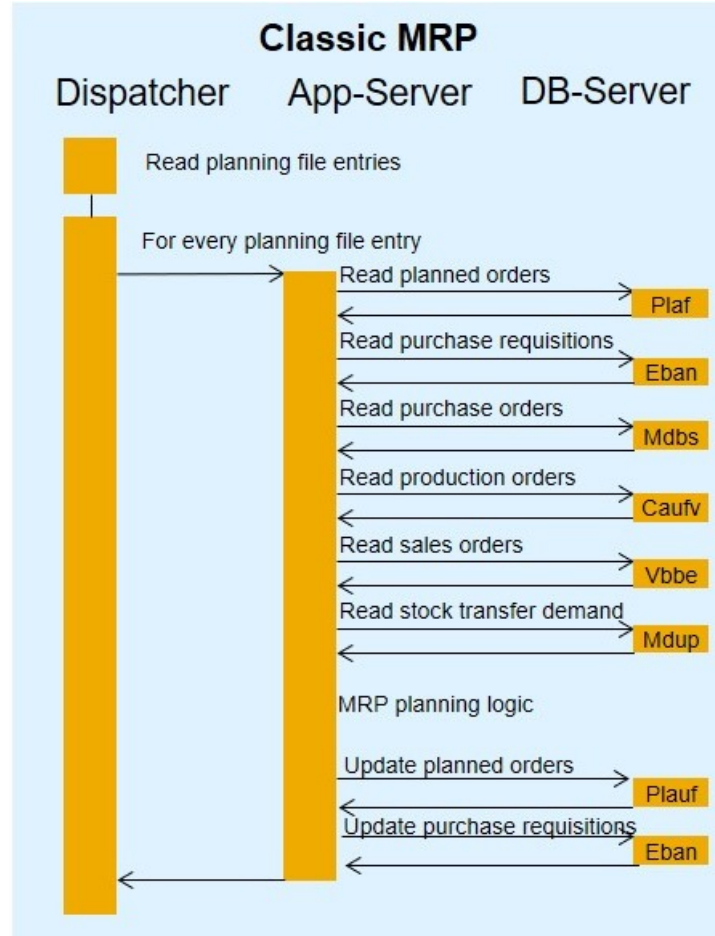 Classic MRP
Dispatcher App-Server DB-Server
Read planning file entries
For every planning file entry
Read planned orders
Plaf
Read purchase requisitions
Eban
Read purchase orders
Mdbs
Read production orders
Caufv
Read sales orders
Vbbe
Read stock transfer demand
Mdup
MRP planning logic
Update planned orders
Plauf
Update purchase requisitions
Eban